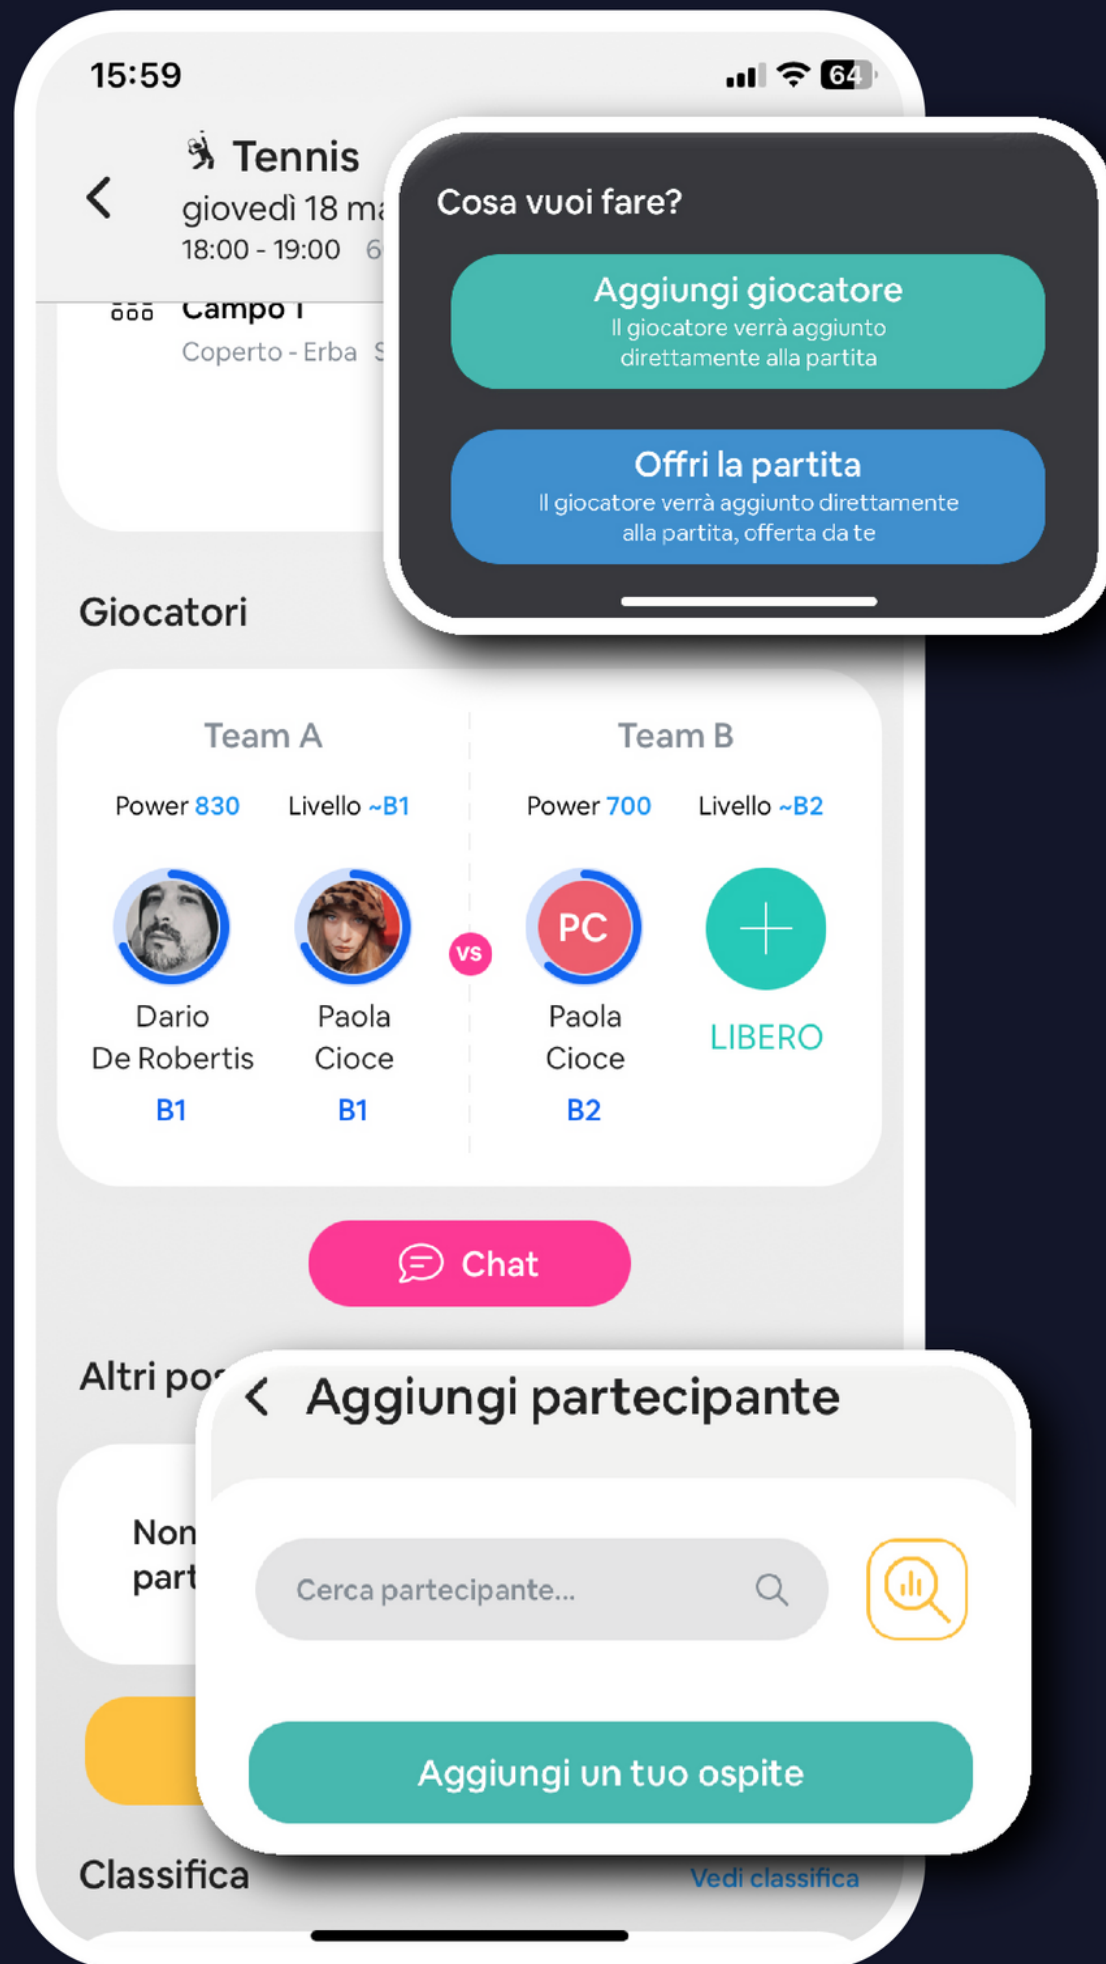 15:59
64
Tennis
giovedì 18 ma
18:00 - 19:00 6
Campo 1
Coperto - Erba S
Cosa vuoi fare?
Aggiungi giocatore
Il giocatore verrà aggiunto
direttamente alla partita
Offri la partita
Il giocatore verrà aggiunto direttamente
alla partita, offerta da te
Giocatori
Team A
Team B
Power 830 Livello ~B1
Power 700 Livello ~B2
VS
PC
Dario
De Robertis
B1
Paola
Cioce
B1
Paola
Cioce
B2
LIBERO
Chat
Altri pos
Non
part
Aggiungi partecipante
Cerca partecipante...
Aggiungi un tuo ospite
Classifica
Vedi classifica